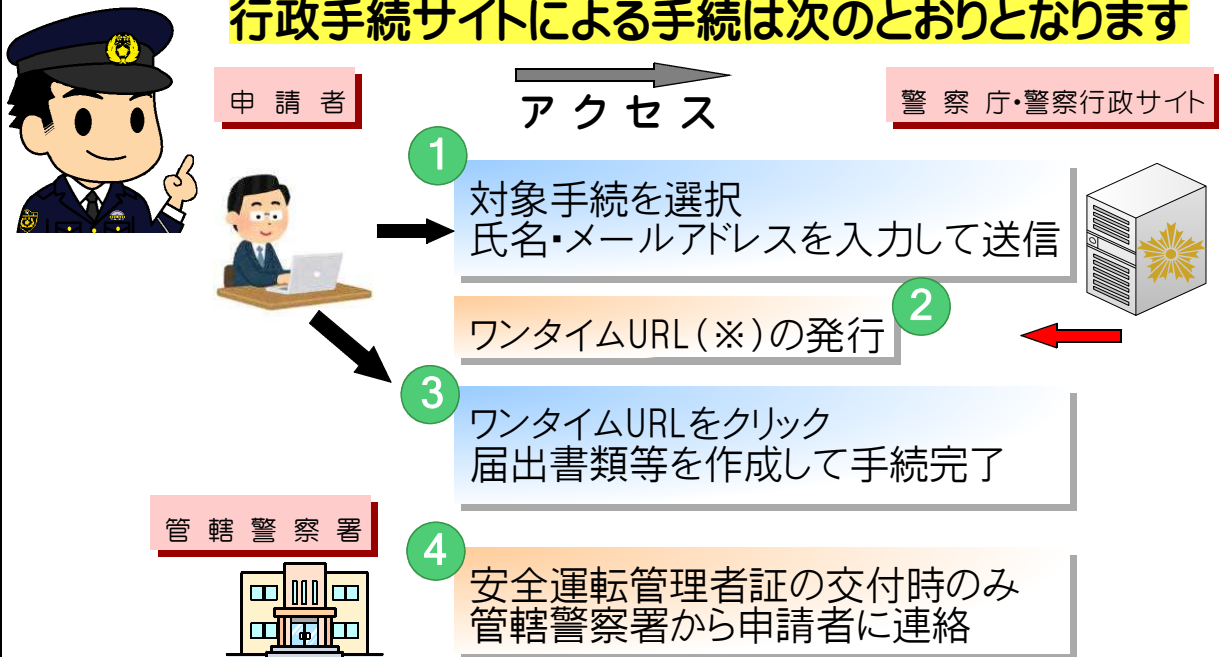 行政手続サイトによる手続は次のとおりとなります
申請者
アクセス
警察庁・警察行政サイト
1
対象手続を選択
氏名・メールアドレスを入力して送信
2
ワンタイムURL(※)の発行
3
ワンタイムURLをクリック
届出書類等を作成して手続完了
管轄警察署
4
安全運転管理者証の交付時のみ
管轄警察署から申請者に連絡